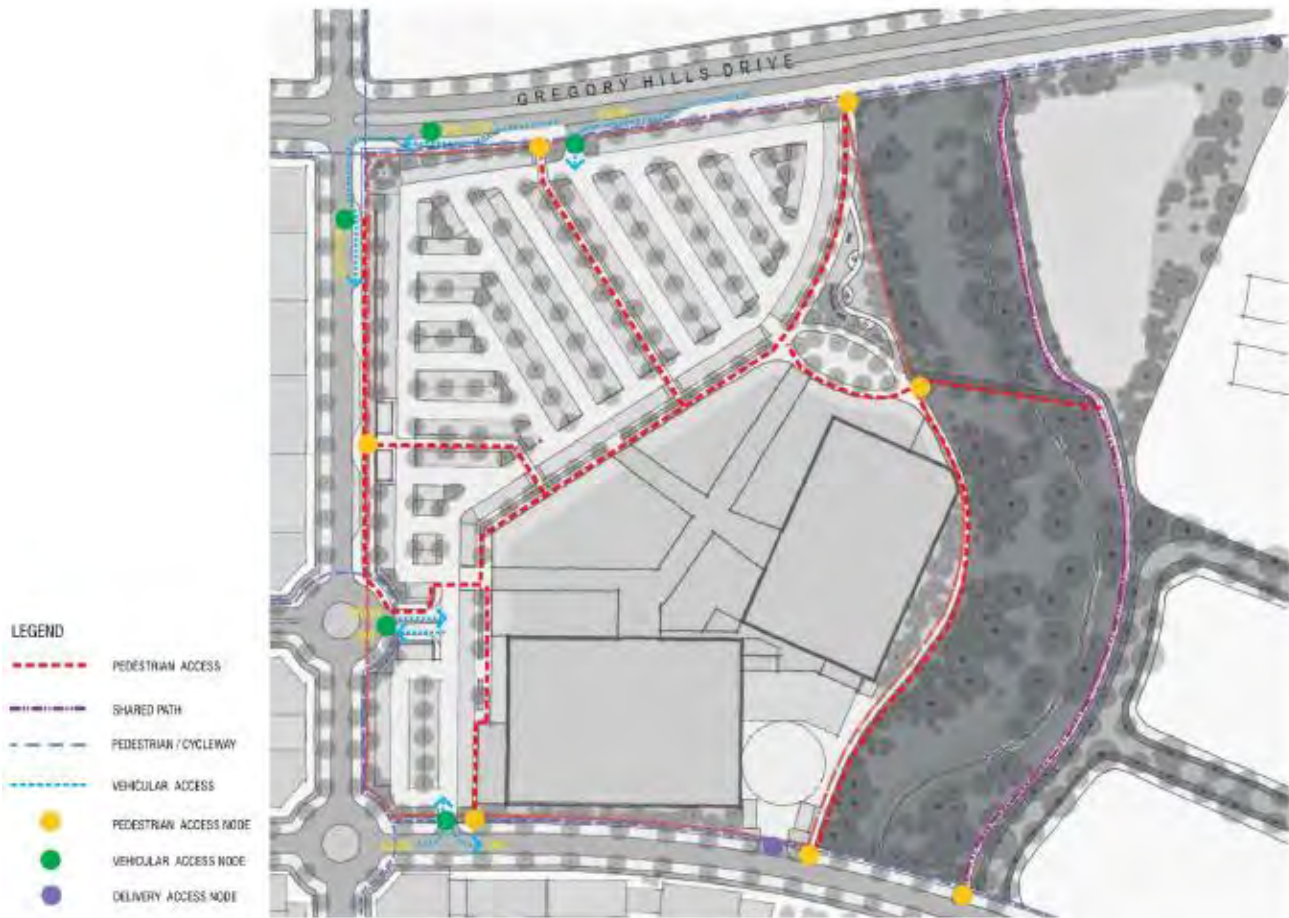 GREGORY HILLS DRIVE
LEGEND
PEDESTRIAN ACCESS
SHARED PATH
PEDESTRIAN / CYCLEWAY
VEHICULAR ACCESS
PEDESTRIAN ACCESS NODE
VEHICULAR ACCESS NODE
DELIVERY ACCESS NODE